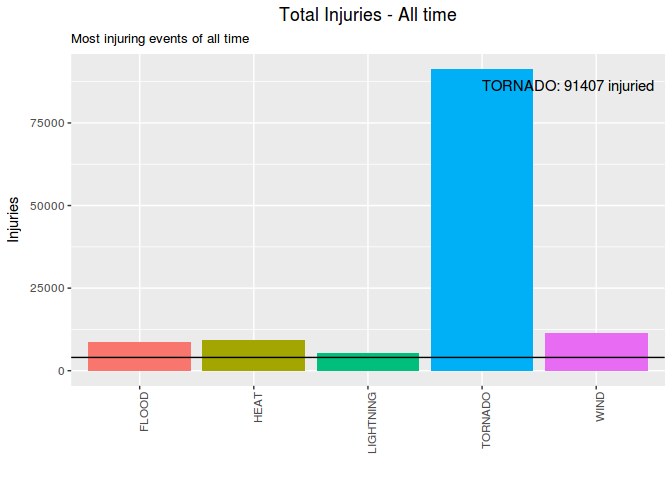 Total Injuries - All time
Most injuring events of all time
TORNADO: 91407 injuried
Injuries
75000
50000
25000
0
FLOOD
HEAT
LIGHTNING
TORNADO
WIND